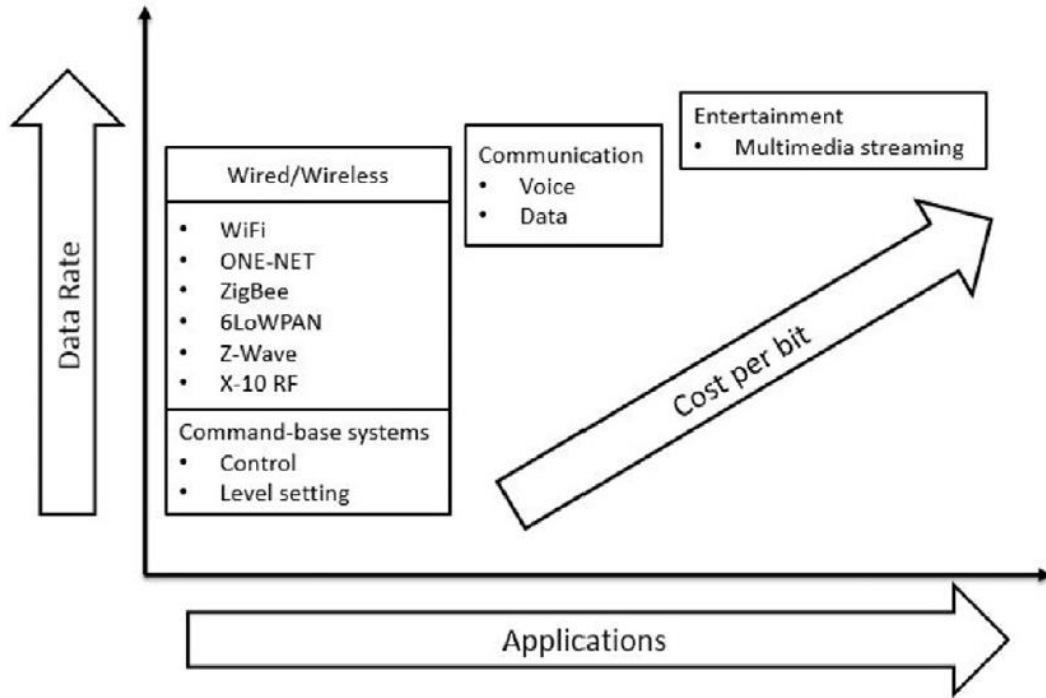 Data Rate
Wired/Wireless
• WiFi
• ONE-NET
• ZigBee
• 6LoWPAN
• Z-Wave
• X-10 RF
Command-base systems
• Control
• Level setting
Communication
• Voice
• Data
Entertainment
• Multimedia streaming
Cost per bit
Applications